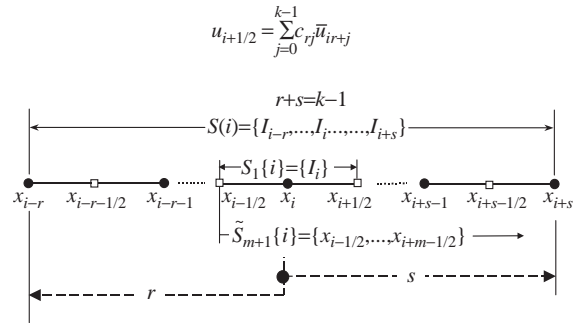 u_{i+1/2} = \sum_{j=0}^{k-1} c_{rj} \overline{u}_{ir+j}
r+s=k−1
S(i)={I_{i−r},...,I_i...,...,I_{i+s}}
S_1{i}={I_i}
x_{i−r} x_{i−r−1/2} x_{i−r−1} x_{i−1/2} x_i x_{i+1/2} x_{i+s−1} x_{i+s−1/2} x_{i+s}
\tilde{S}_{m+1}{i}={x_{i−1/2},...,x_{i+m−1/2}}
r s